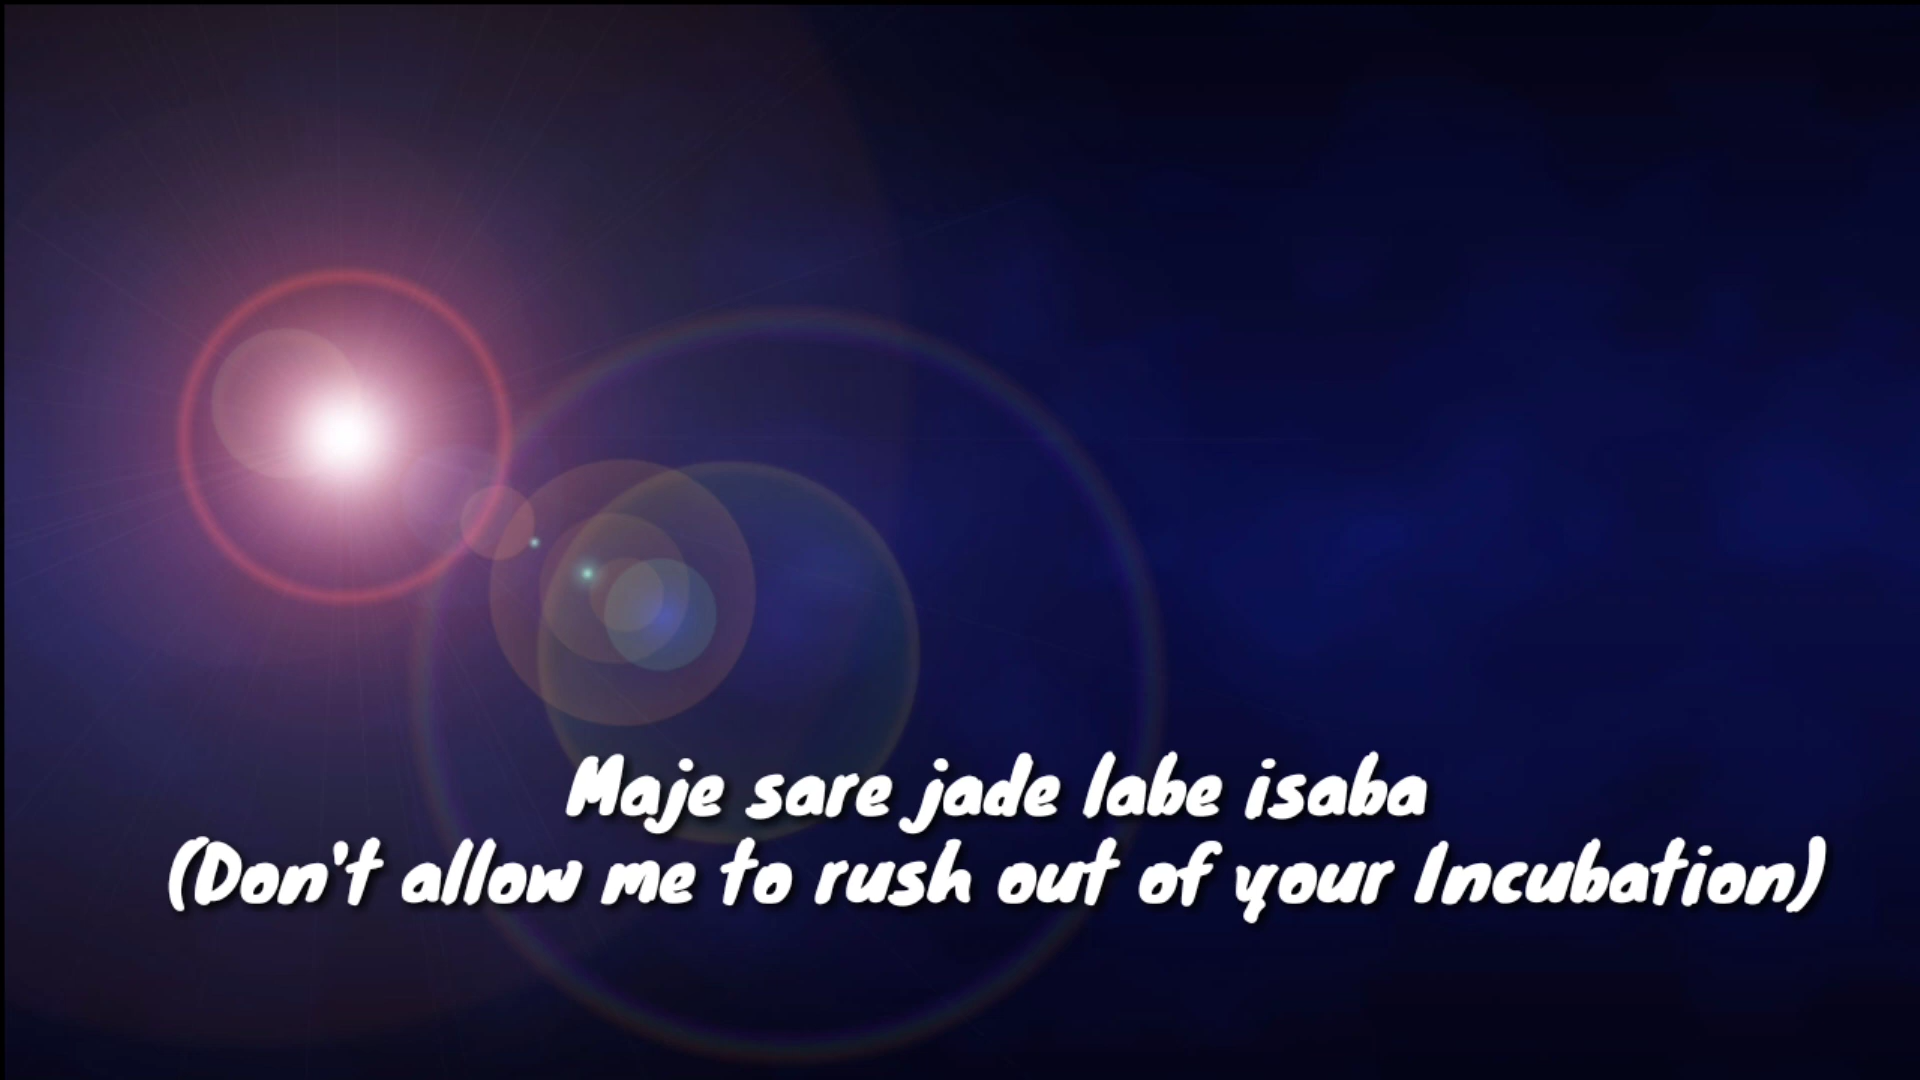 Maje sare jade labe isaba
(Don't allow me to rush out of your Incubation)